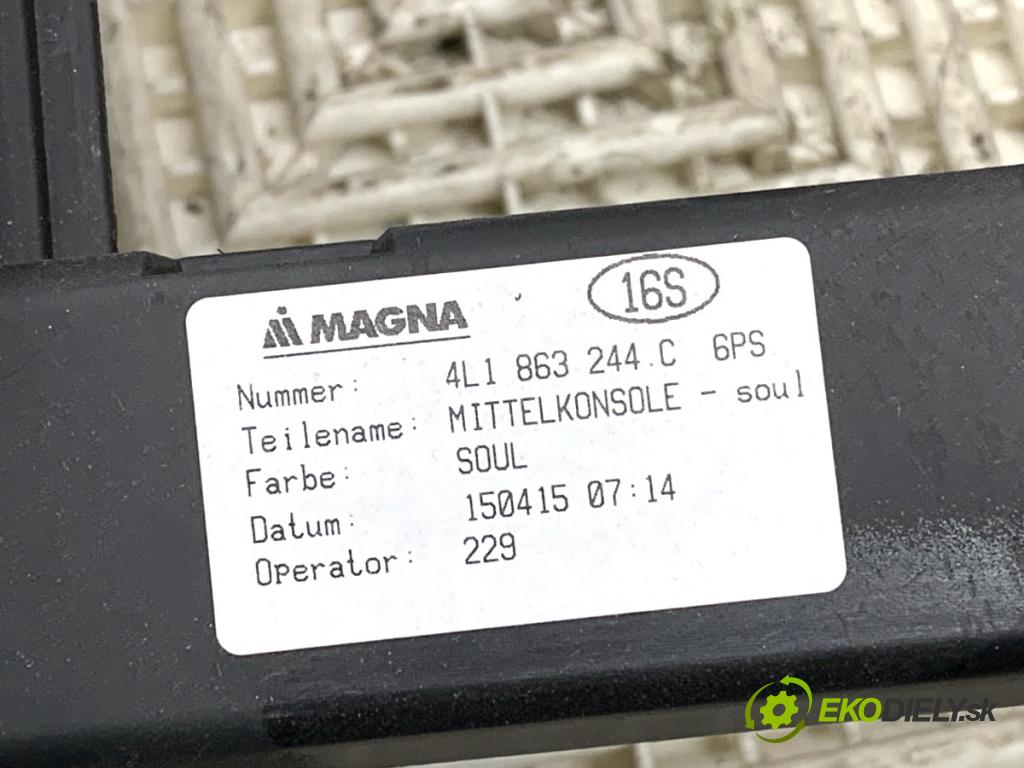 MAGNA 16S
Nummer: 4L1 863 244.C 6PS
Teilename: MITTELKONSOLE - soul
Farbe: SOUL
Datum: 150415 07:14
Operator: 229
EKODIELY.sk